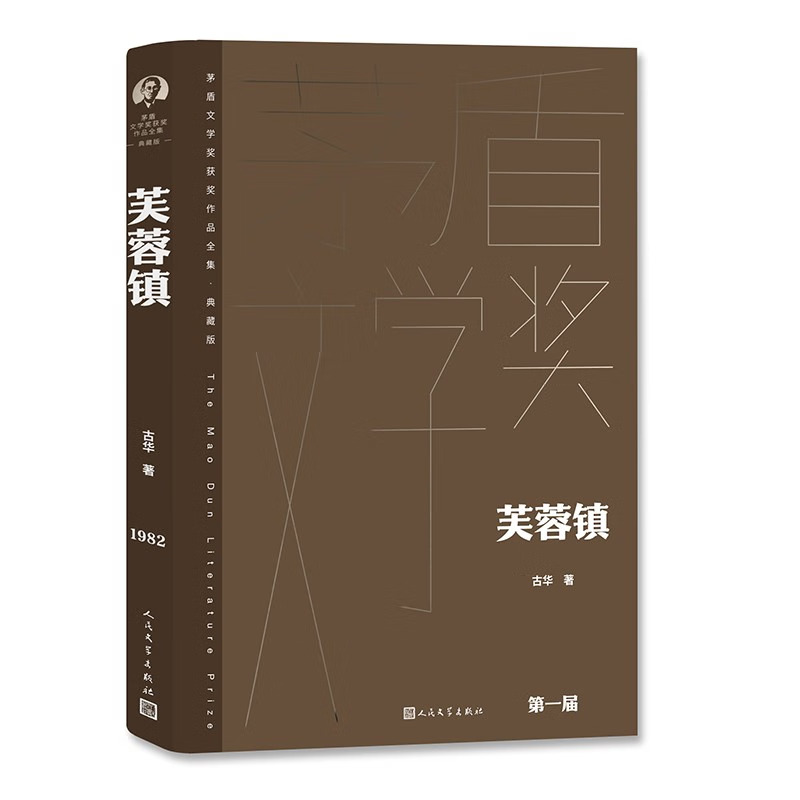 茅盾
文学奖获奖
作品全集
典藏版
芙蓉镇
古华 著
1982
人民文学出版社
茅盾文学奖获奖作品全集·典藏版 The Mao Dun Literature Prize
茅盾
文学奖
芙蓉镇
古华 著
第一届
人民文学出版社